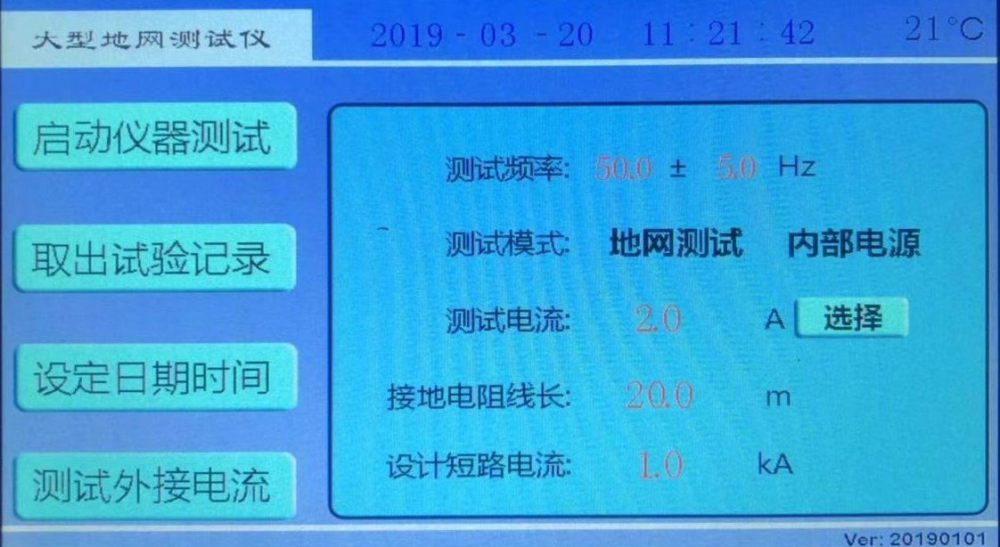 大型地网测试仪 2019-03-20 11:21:42 21°C
启动仪器测试
取出试验记录
设定日期时间
测试外接电流
测试频率: 50.0 ± 5.0 Hz
测试模式: 地网测试 内部电源
测试电流: 2.0 A 选择
接地电阻线长: 20.0 m
设计短路电流: 1.0 kA
Ver: 20190101